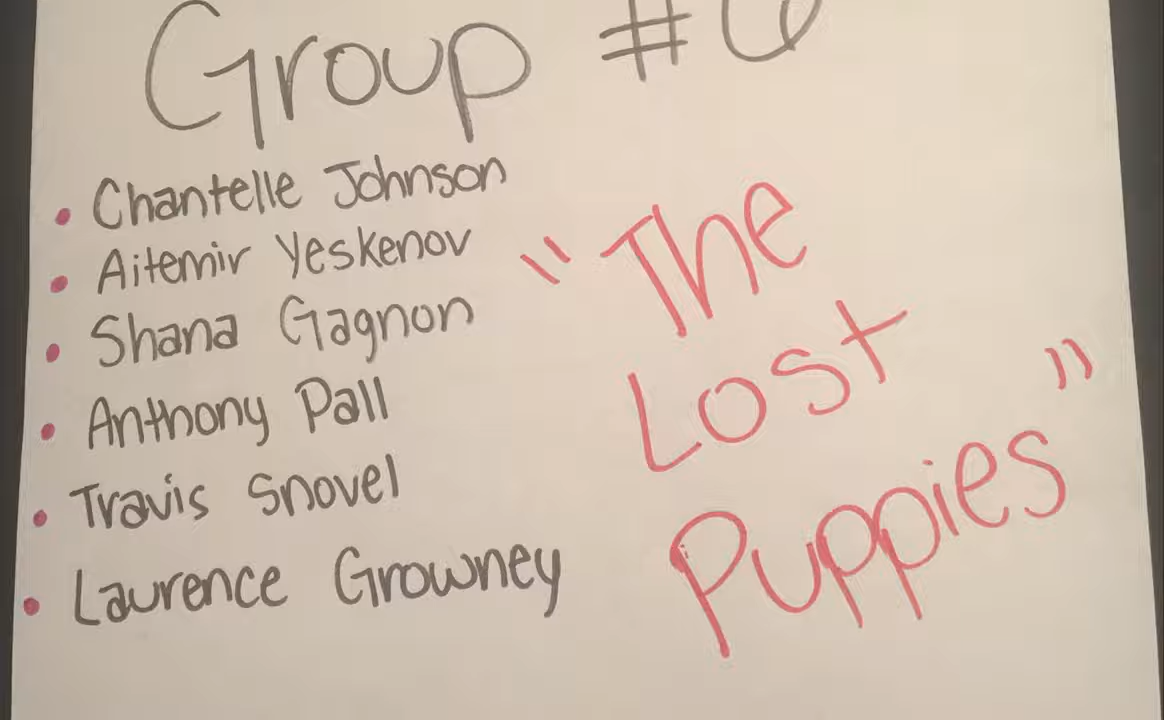 Group #6
• Chantelle Johnson
• Aitemir Yeskenov
• Shana Gagnon
• Anthony Pall
• Travis Snovel
• Laurence Growney
"The
Lost
Puppies"